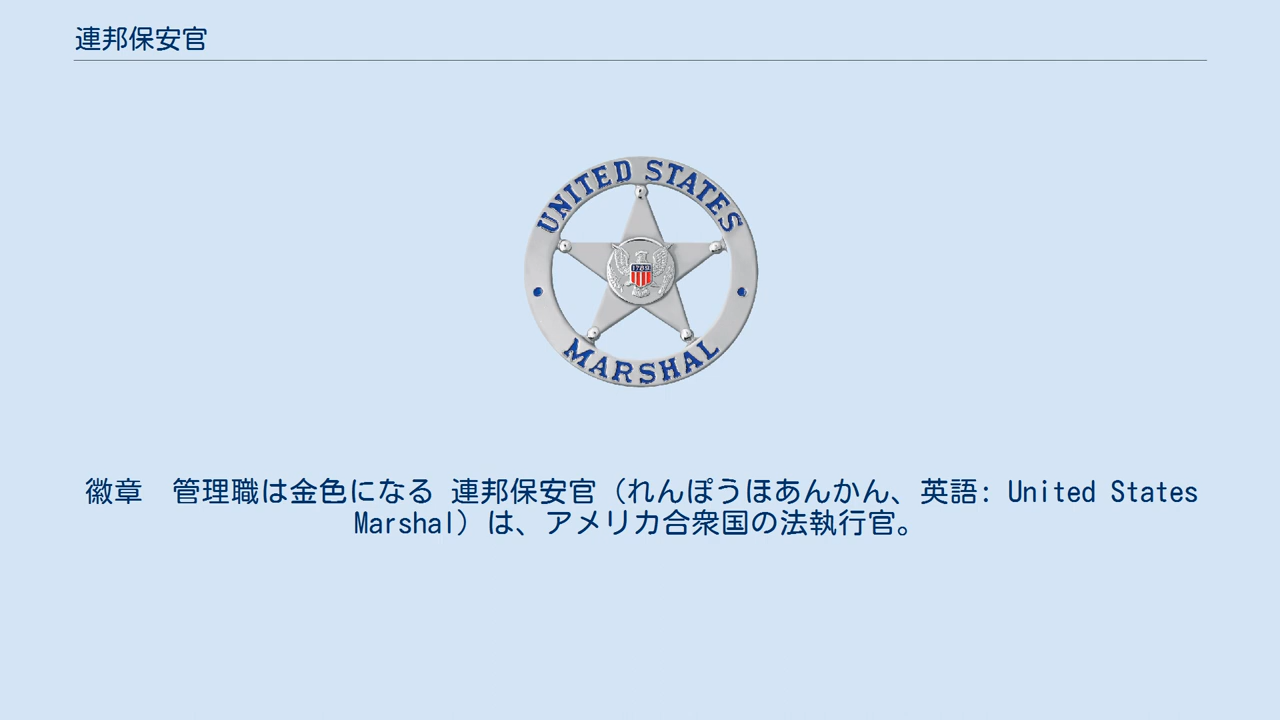 連邦保安官
UNITED STATES
1789
MARSHAL
徽章　管理職は金色になる 連邦保安官（れんぽうほあんかん、英語: United States
Marshal）は、アメリカ合衆国の法執行官。